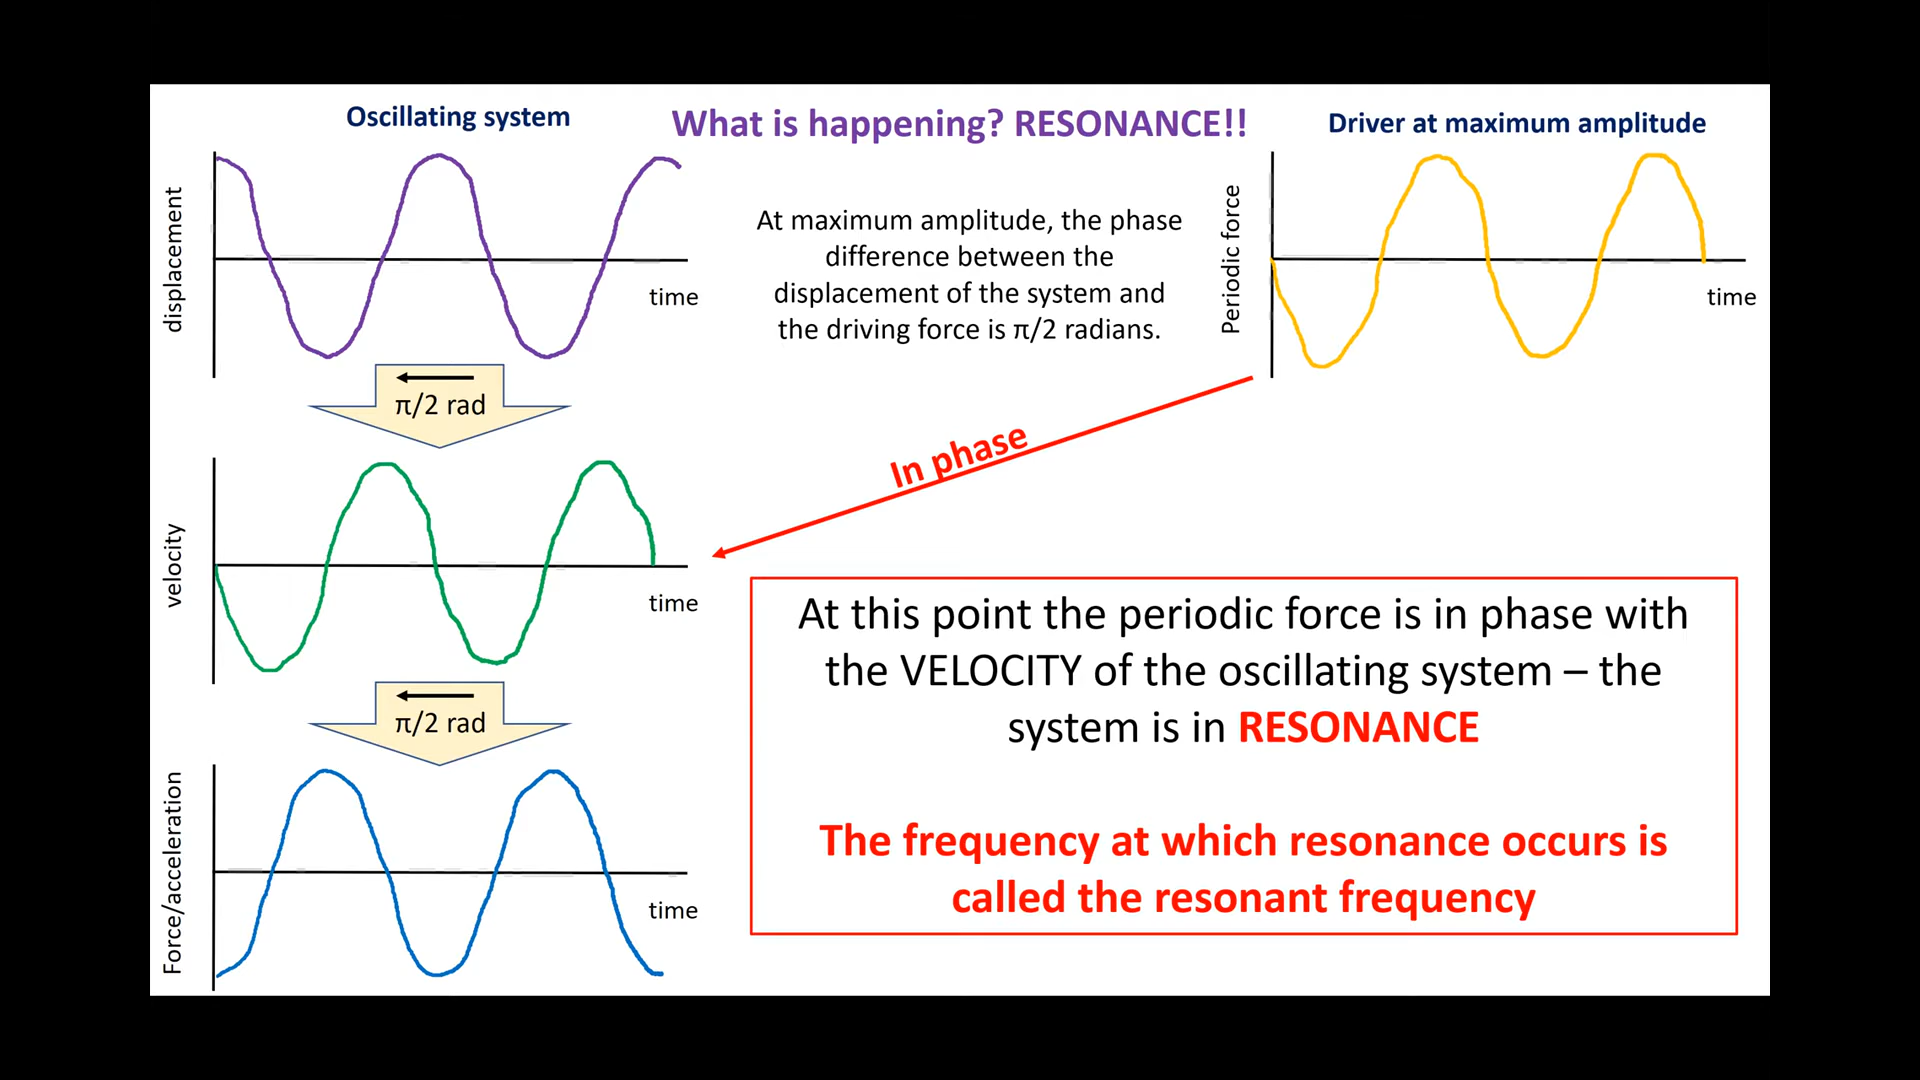 Oscillating system
What is happening? RESONANCE!!
Driver at maximum amplitude
displacement
time
At maximum amplitude, the phase
difference between the
displacement of the system and
the driving force is π/2 radians.
Periodic force
time
π/2 rad
In phase
velocity
time
π/2 rad
At this point the periodic force is in phase with
the VELOCITY of the oscillating system – the
system is in RESONANCE
The frequency at which resonance occurs is
called the resonant frequency
Force/acceleration
time